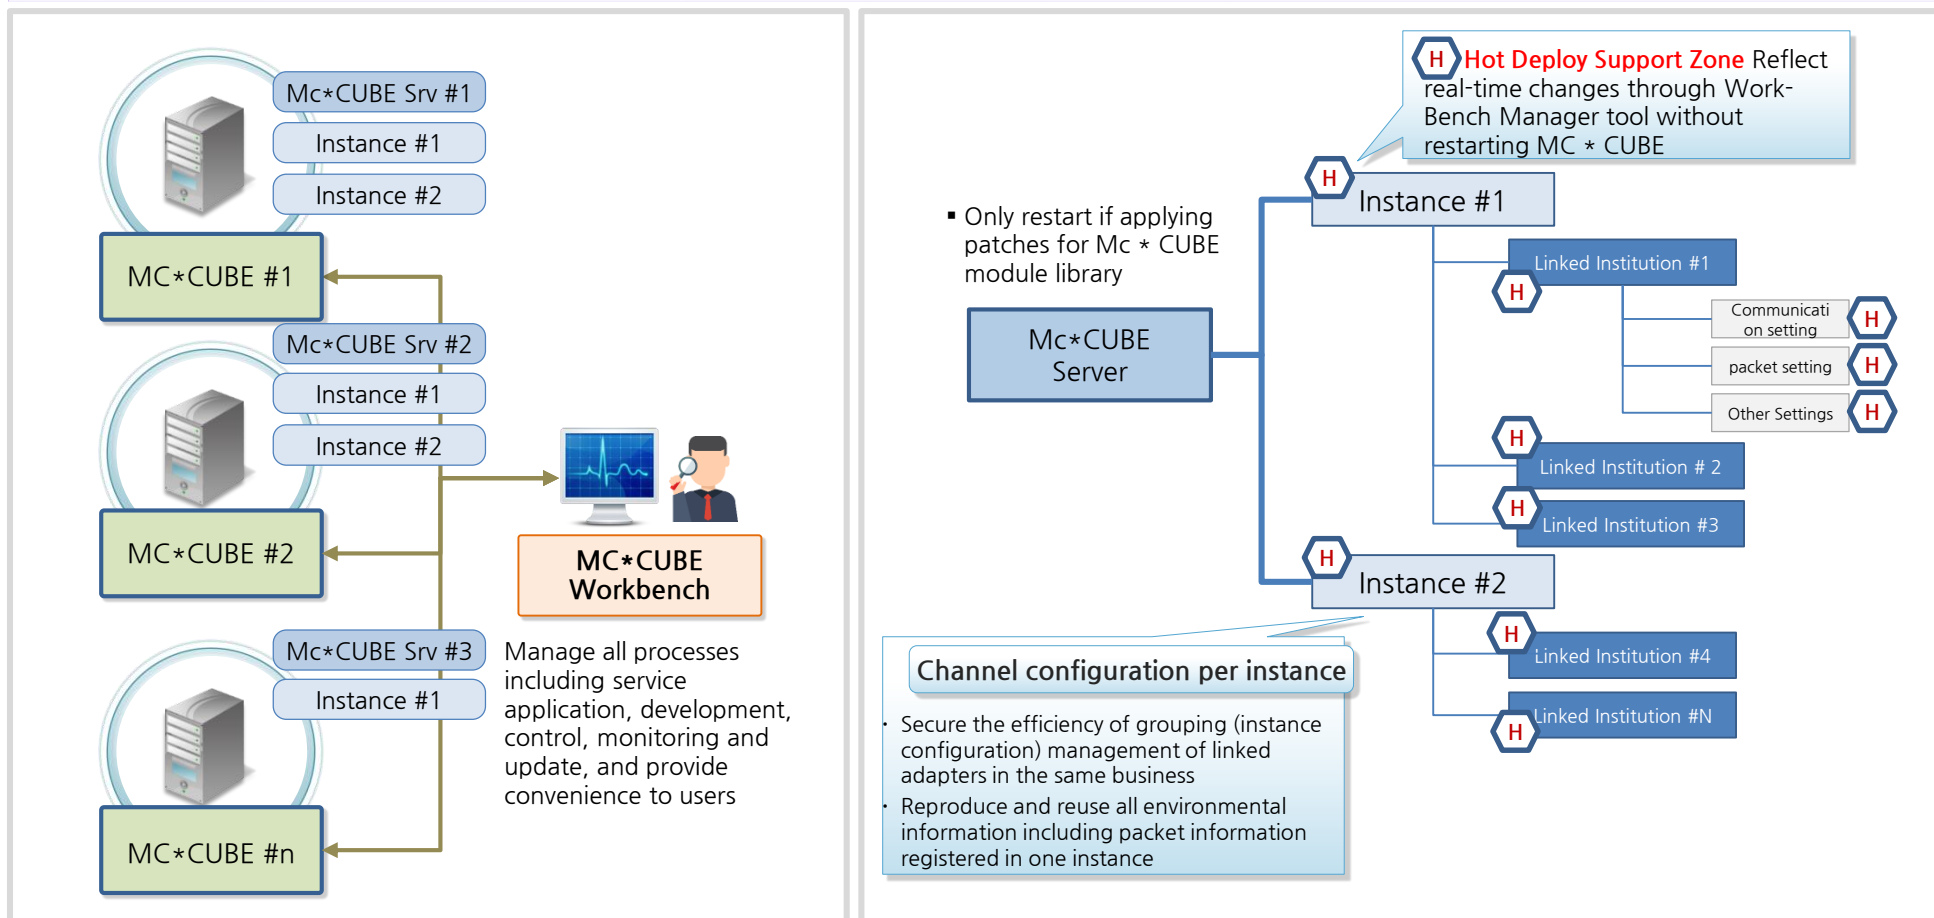 Mc*CUBE Srv #1
Instance #1
Instance #2
MC*CUBE #1
Mc*CUBE Srv #2
Instance #1
Instance #2
MC*CUBE #2
Mc*CUBE Srv #3
Instance #1
MC*CUBE #n
MC*CUBE
Workbench
Manage all processes
including service
application, development,
control, monitoring and
update, and provide
convenience to users
H Hot Deploy Support Zone Reflect
real-time changes through Work-
Bench Manager tool without
restarting MC * CUBE
▪ Only restart if applying
patches for Mc * CUBE
module library
Mc*CUBE
Server
H
Instance #1
Linked Institution #1
H
Communicati
on setting
H
packet setting
H
Other Settings
H
H
Linked Institution # 2
H
Linked Institution #3
H
Instance #2
H
Linked Institution #4
Linked Institution #N
H
Channel configuration per instance
· Secure the efficiency of grouping (instance
configuration) management of linked
adapters in the same business
· Reproduce and reuse all environmental
information including packet information
registered in one instance